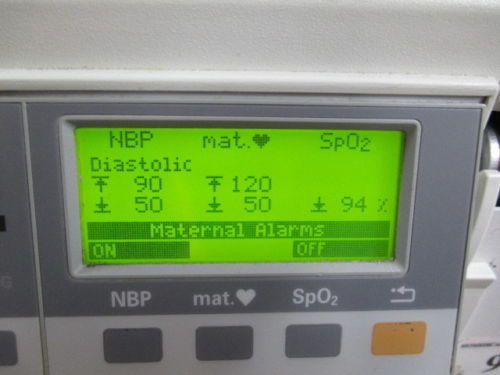 NBP mat.♥ SpO2
Diastolic
⤒ 90 ⤒ 120
⤓ 50 ⤓ 50 ⤓ 94 %
Maternal Alarms
ON OFF
NBP mat.♥ SpO₂
G